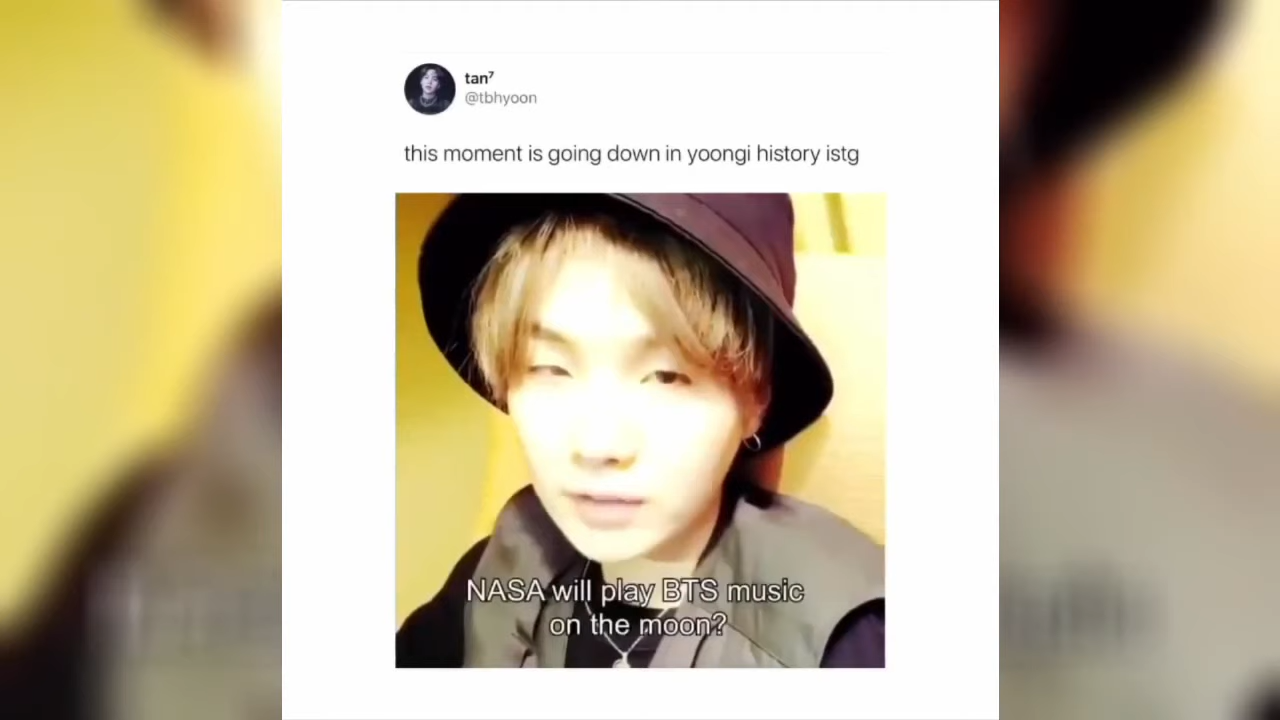 tan⁷
@tbhyoon
this moment is going down in yoongi history istg
NASA will play BTS music
on the moon?